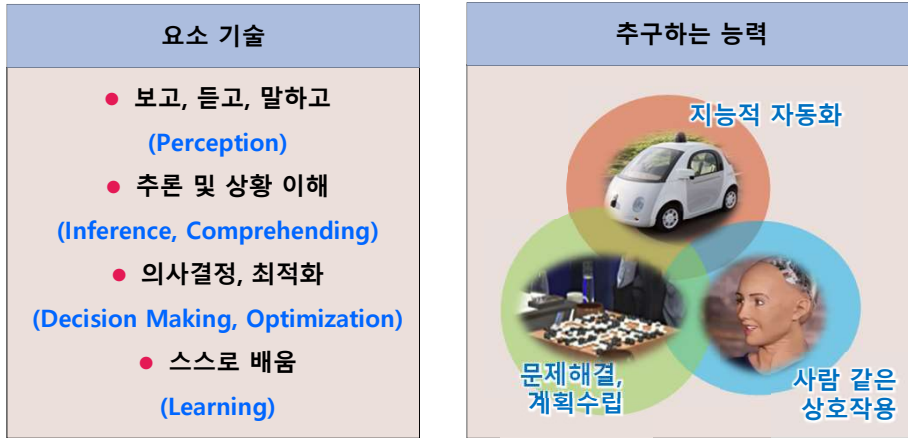 요소 기술
보고, 듣고, 말하고
(Perception)
추론 및 상황 이해
(Inference, Comprehending)
의사결정, 최적화
(Decision Making, Optimization)
스스로 배움
(Learning)
추구하는 능력
지능적 자동화
문제해결,
계획수립
사람 같은
상호작용